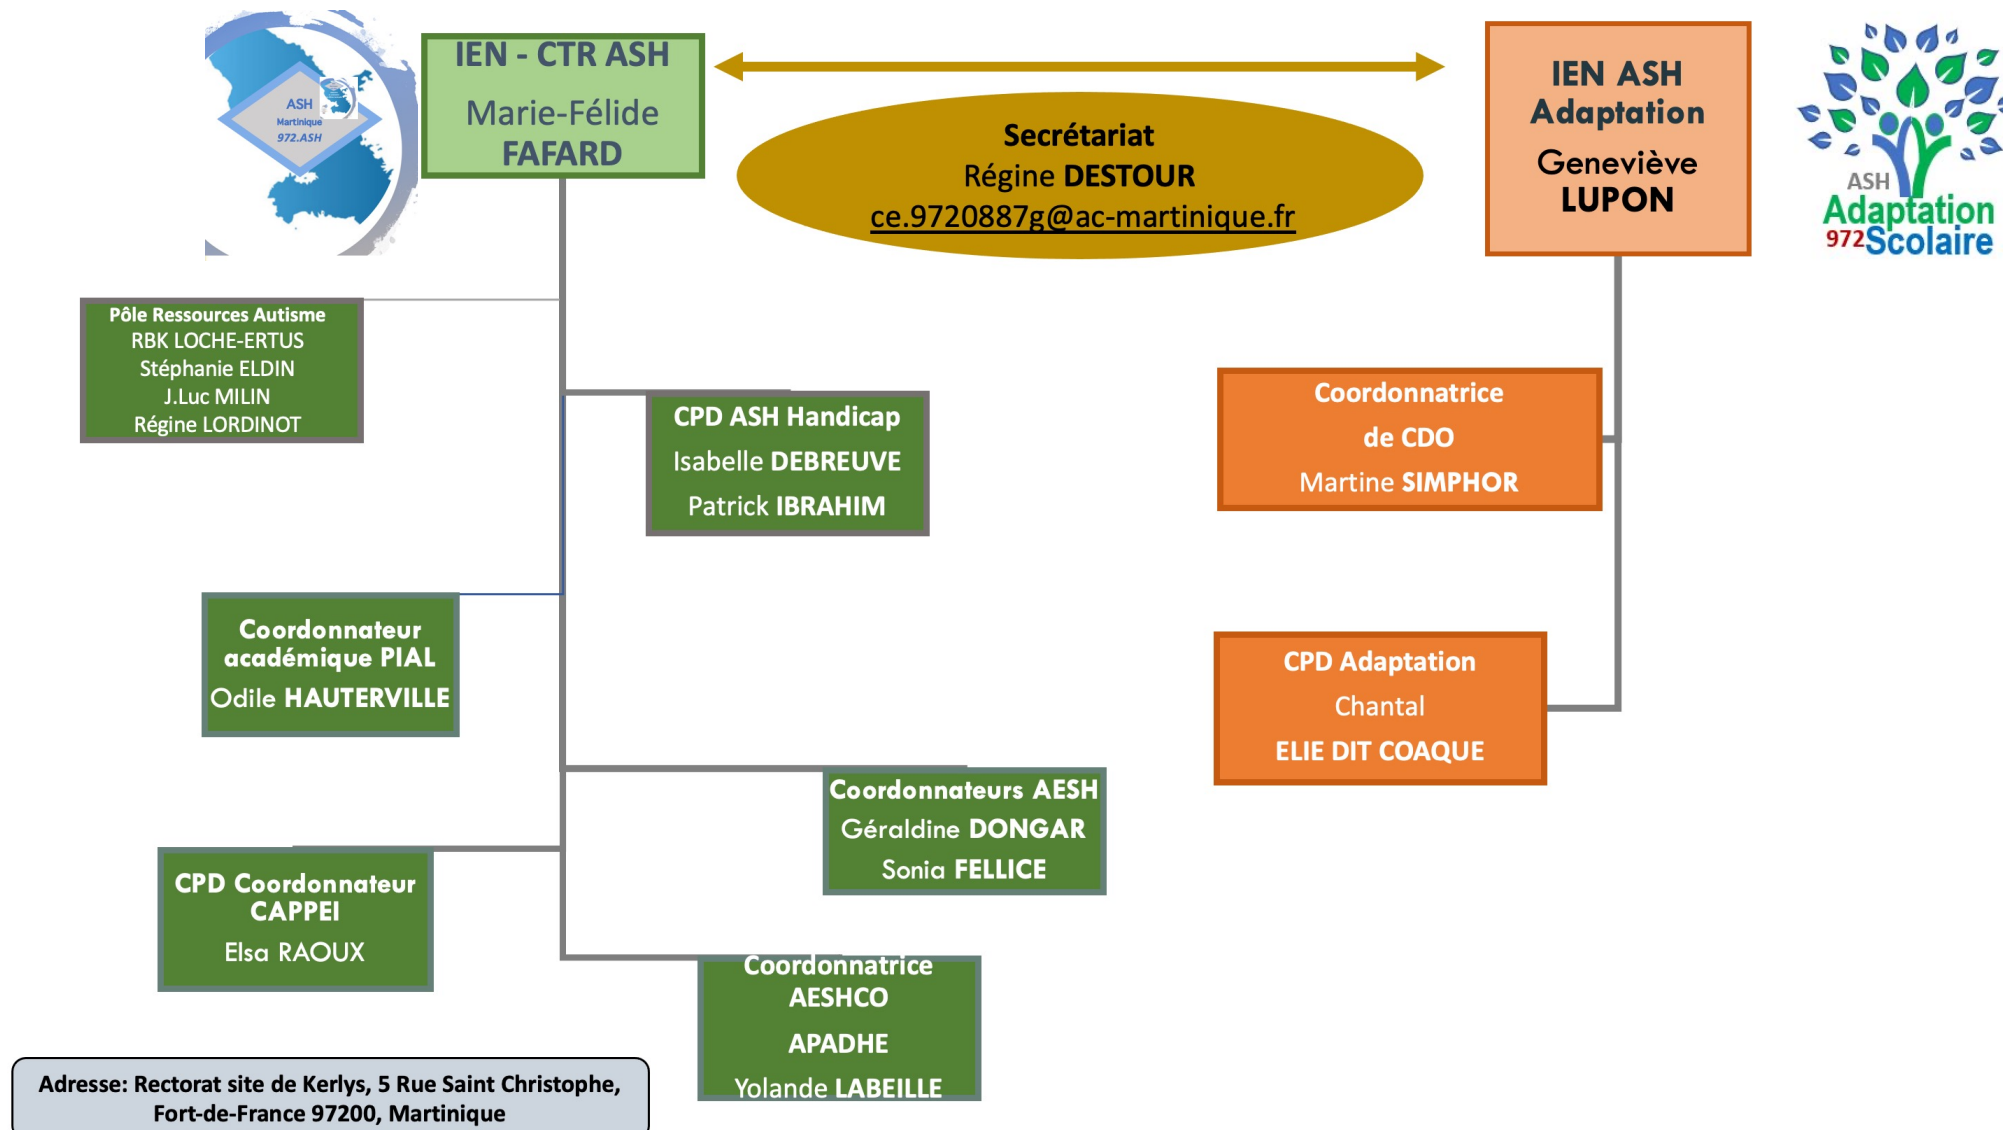 ASH
Martinique
972.ASH
IEN - CTR ASH
Marie-Félide
FAFARD
Secrétariat
Régine DESTOUR
ce.9720887g@ac-martinique.fr
IEN ASH
Adaptation
Geneviève
LUPON
ASH
Adaptation
972Scolaire
Pôle Ressources Autisme
RBK LOCHE-ERTUS
Stéphanie ELDIN
J.Luc MILIN
Régine LORDINOT
CPD ASH Handicap
Isabelle DEBREUVE
Patrick IBRAHIM
Coordonnatrice
de CDO
Martine SIMPHOR
Coordonnateur
académique PIAL
Odile HAUTERVILLE
CPD Adaptation
Chantal
ELIE DIT COAQUE
Coordonnateurs AESH
Géraldine DONGAR
Sonia FELLICE
CPD Coordonnateur
CAPPEI
Elsa RAOUX
Coordonnatrice
AESHCO
APADHE
Yolande LABEILLE
Adresse: Rectorat site de Kerlys, 5 Rue Saint Christophe,
Fort-de-France 97200, Martinique